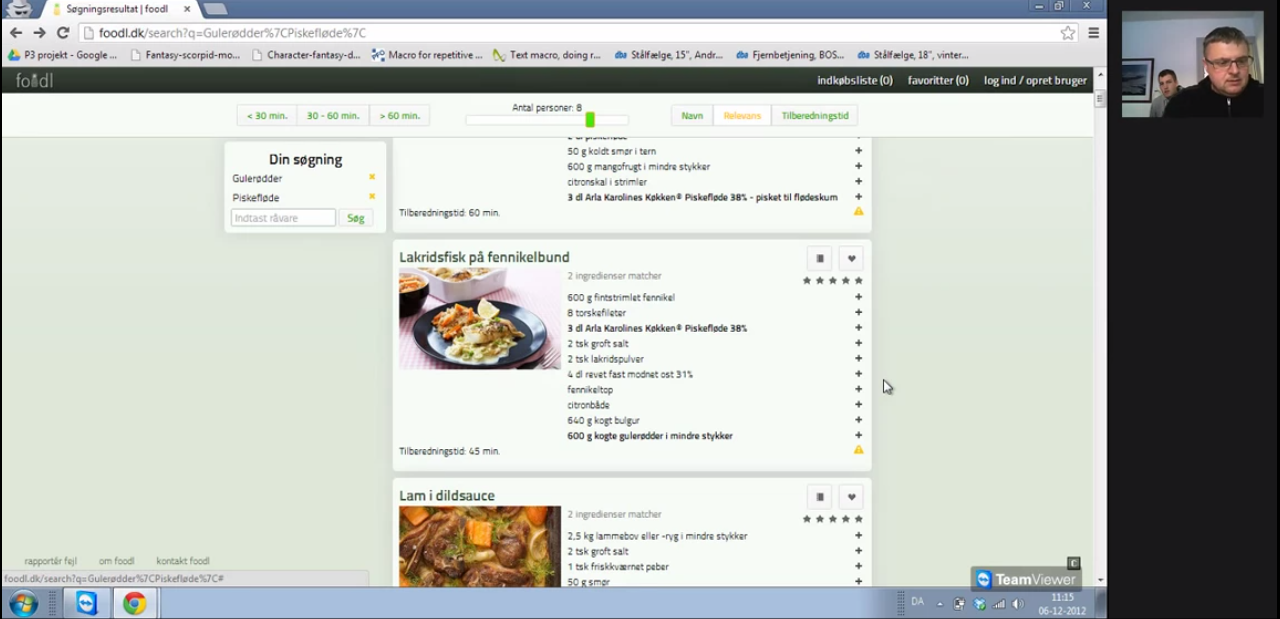 Søgningsresultat | foodl
foodl.dk/search?q=Gulerødder%7CPiskefløde%7C
P3 projekt - Google ...
Fantasy-scorpid-mo...
Character-fantasy-d...
Macro for repetitive ...
Text macro, doing r...
Stålfælge, 15", Andr...
Fjernbetjening, BOS...
Stålfælge, 18", vinter...
foodl
indkøbsliste (0)
favoritter (0)
log ind / opret bruger
< 30 min.
30 - 60 min.
> 60 min.
Antal personer: 8
Navn
Relevans
Tilberedningstid
Din søgning
Gulerødder
Piskefløde
Indtast råvare
Søg
2 dl piskefløde
50 g koldt smør i tern
600 g mangofrugt i mindre stykker
citronskal i strimler
3 dl Arla Karolines Køkken® Piskefløde 38% - pisket til flødeskum
Tilberedningstid: 60 min.
Lakridsfisk på fennikelbund
2 ingredienser matcher
600 g fintstrimlet fennikel
8 torskefileter
3 dl Arla Karolines Køkken® Piskefløde 38%
2 tsk groft salt
2 tsk lakridspulver
4 dl revet fast modnet ost 31%
fennikeltop
citronbåde
640 g kogt bulgur
600 g kogte gulerødder i mindre stykker
Tilberedningstid: 45 min.
Lam i dildsauce
2 ingredienser matcher
2,5 kg lammebov eller -ryg i mindre stykker
2 tsk groft salt
1 tsk friskkværnet peber
50 g smør
rapportér fejl
om foodl
kontakt foodl
foodl.dk/search?q=Gulerødder%7CPiskefløde%7C#
TeamViewer
DA
11:15
06-12-2012